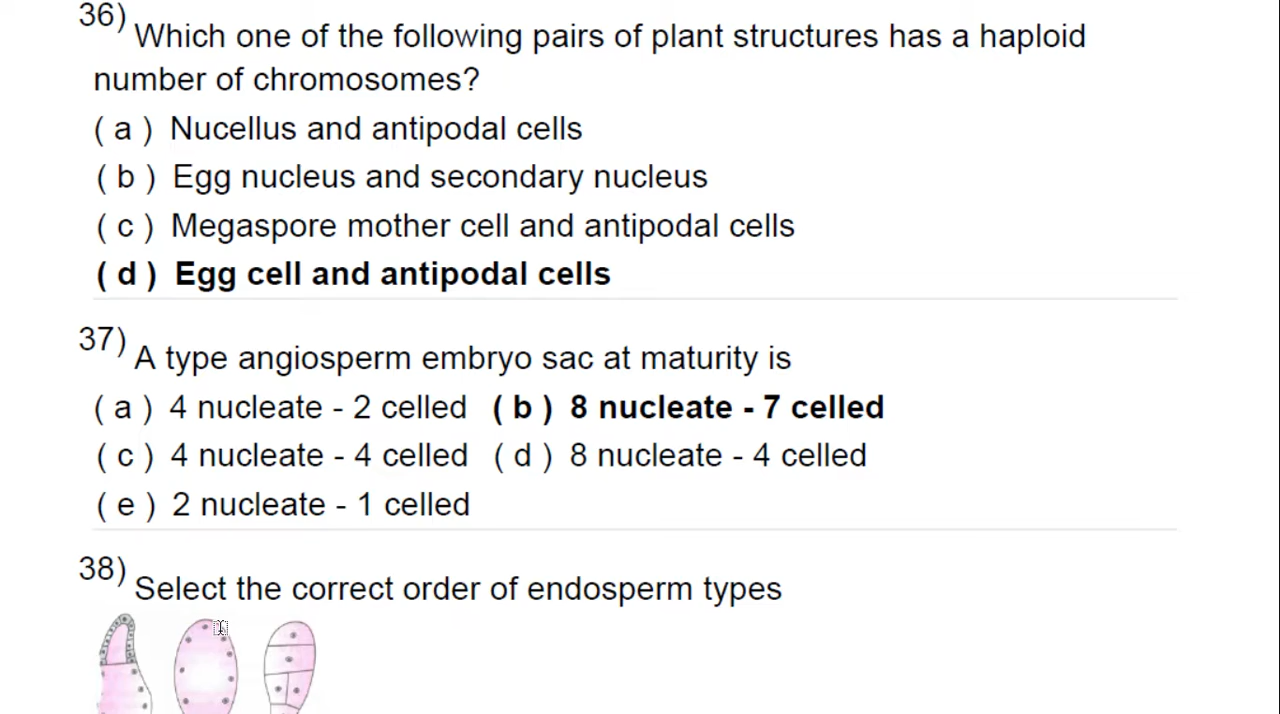 36) Which one of the following pairs of plant structures has a haploid
number of chromosomes?
( a ) Nucellus and antipodal cells
( b ) Egg nucleus and secondary nucleus
( c ) Megaspore mother cell and antipodal cells
( d ) Egg cell and antipodal cells
37) A type angiosperm embryo sac at maturity is
( a ) 4 nucleate - 2 celled ( b ) 8 nucleate - 7 celled
( c ) 4 nucleate - 4 celled ( d ) 8 nucleate - 4 celled
( e ) 2 nucleate - 1 celled
38) Select the correct order of endosperm types